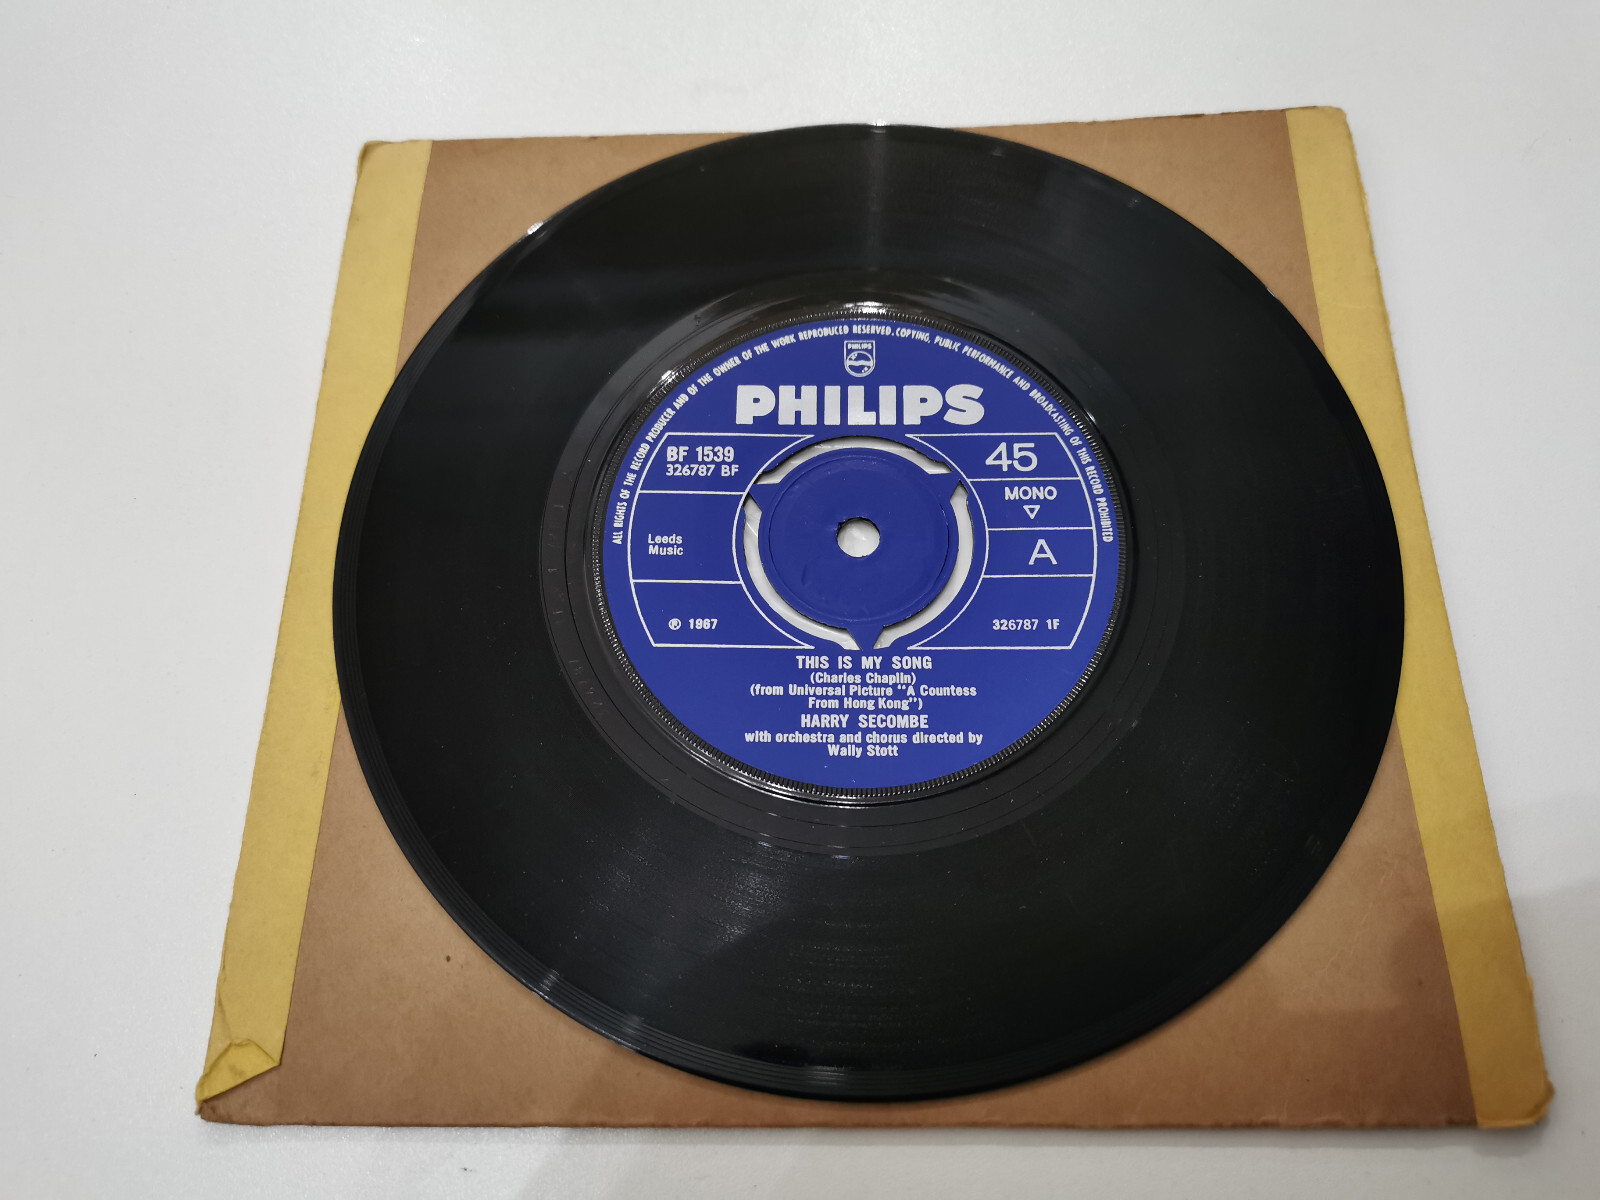 ALL RIGHTS OF THE RECORD PRODUCER AND OF THE OWNER OF THE WORK REPRODUCED RESERVED. COPYING, PUBLIC PERFORMANCE AND BROADCASTING OF THIS RECORD PROHIBITED
PHILIPS
PHILIPS
BF 1539
326787 BF
45
MONO
Leeds
Music
A
℗ 1967
326787 1F
THIS IS MY SONG
(Charles Chaplin)
(from Universal Picture "A Countess
From Hong Kong")
HARRY SECOMBE
with orchestra and chorus directed by
Wally Stott